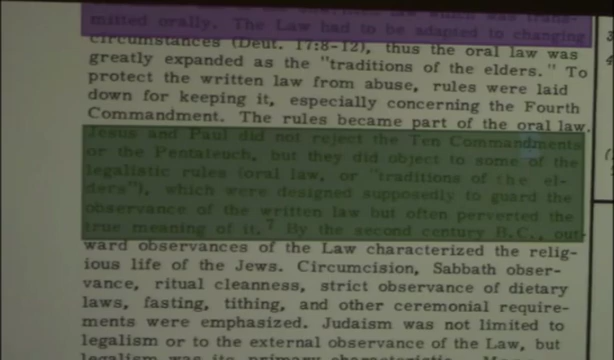 mitted orally. The Law had to be adapted to changing
circumstances (Deut. 17:8-12), thus the oral law was
greatly expanded as the "traditions of the elders." To
protect the written law from abuse, rules were laid
down for keeping it, especially concerning the Fourth
Commandment. The rules became part of the oral law.
Jesus and Paul did not reject the Ten Commandments
or the Pentateuch, but they did object to some of the
legalistic rules (oral law, or "traditions of the el-
ders"), which were designed supposedly to guard the
observance of the written law but often perverted the
true meaning of it.7 By the second century B.C., out-
ward observances of the Law characterized the relig-
ious life of the Jews. Circumcision, Sabbath obser-
vance, ritual cleanness, strict observance of dietary
laws, fasting, tithing, and other ceremonial require-
ments were emphasized. Judaism was not limited to
legalism or to the external observance of the Law, but
legalism was its primary characteristic.